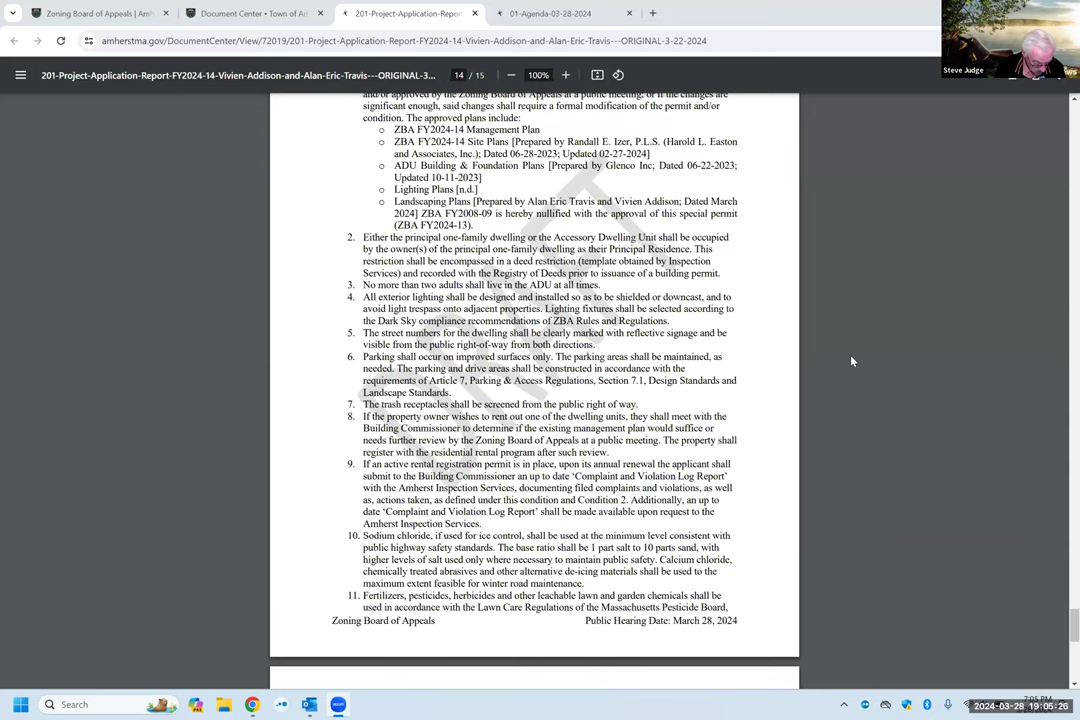 Zoning Board of Appeals | Amh
Document Center • Town of Am
201-Project-Application-Report-
01-Agenda-03-28-2024
amherstma.gov/DocumentCenter/View/72019/201-Project-Application-Report-FY2024-14-Vivien-Addison-and-Alan-Eric-Travis---ORIGINAL-3-22-2024
201-Project-Application-Report-FY2024-14-Vivien-Addison-and-Alan-Eric-Travis---ORIGINAL-3...
14 / 15
100%
Steve Judge
and/or approved by the Zoning Board of Appeals at a public meeting; or if the changes are
significant enough, said changes shall require a formal modification of the permit and/or
condition. The approved plans include:
o ZBA FY2024-14 Management Plan
o ZBA FY2024-14 Site Plans [Prepared by Randall E. Izer, P.L.S. (Harold L. Easton
and Associates, Inc.); Dated 06-28-2023; Updated 02-27-2024]
o ADU Building & Foundation Plans [Prepared by Glenco Inc; Dated 06-22-2023;
Updated 10-11-2023]
o Lighting Plans [n.d.]
o Landscaping Plans [Prepared by Alan Eric Travis and Vivien Addison; Dated March
2024] ZBA FY2008-09 is hereby nullified with the approval of this special permit
(ZBA FY2024-13).
2. Either the principal one-family dwelling or the Accessory Dwelling Unit shall be occupied
by the owner(s) of the principal one-family dwelling as their Principal Residence. This
restriction shall be encompassed in a deed restriction (template obtained by Inspection
Services) and recorded with the Registry of Deeds prior to issuance of a building permit.
3. No more than two adults shall live in the ADU at all times.
4. All exterior lighting shall be designed and installed so as to be shielded or downcast, and to
avoid light trespass onto adjacent properties. Lighting fixtures shall be selected according to
the Dark Sky compliance recommendations of ZBA Rules and Regulations.
5. The street numbers for the dwelling shall be clearly marked with reflective signage and be
visible from the public right-of-way from both directions.
6. Parking shall occur on improved surfaces only. The parking areas shall be maintained, as
needed. The parking and drive areas shall be constructed in accordance with the
requirements of Article 7, Parking & Access Regulations, Section 7.1, Design Standards and
Landscape Standards.
7. The trash receptacles shall be screened from the public right of way.
8. If the property owner wishes to rent out one of the dwelling units, they shall meet with the
Building Commissioner to determine if the existing management plan would suffice or
needs further review by the Zoning Board of Appeals at a public meeting. The property shall
register with the residential rental program after such review.
9. If an active rental registration permit is in place, upon its annual renewal the applicant shall
submit to the Building Commissioner an up to date ‘Complaint and Violation Log Report’
with the Amherst Inspection Services, documenting filed complaints and violations, as well
as, actions taken, as defined under this condition and Condition 2. Additionally, an up to
date ‘Complaint and Violation Log Report’ shall be made available upon request to the
Amherst Inspection Services.
10. Sodium chloride, if used for ice control, shall be used at the minimum level consistent with
public highway safety standards. The base ratio shall be 1 part salt to 10 parts sand, with
higher levels of salt used only where necessary to maintain public safety. Calcium chloride,
chemically treated abrasives and other alternative de-icing materials shall be used to the
maximum extent feasible for winter road maintenance.
11. Fertilizers, pesticides, herbicides and other leachable lawn and garden chemicals shall be
used in accordance with the Lawn Care Regulations of the Massachusetts Pesticide Board,
Zoning Board of Appeals
Public Hearing Date: March 28, 2024
DRAFT
Search
7:05 PM
2024-03-28 19:05:26